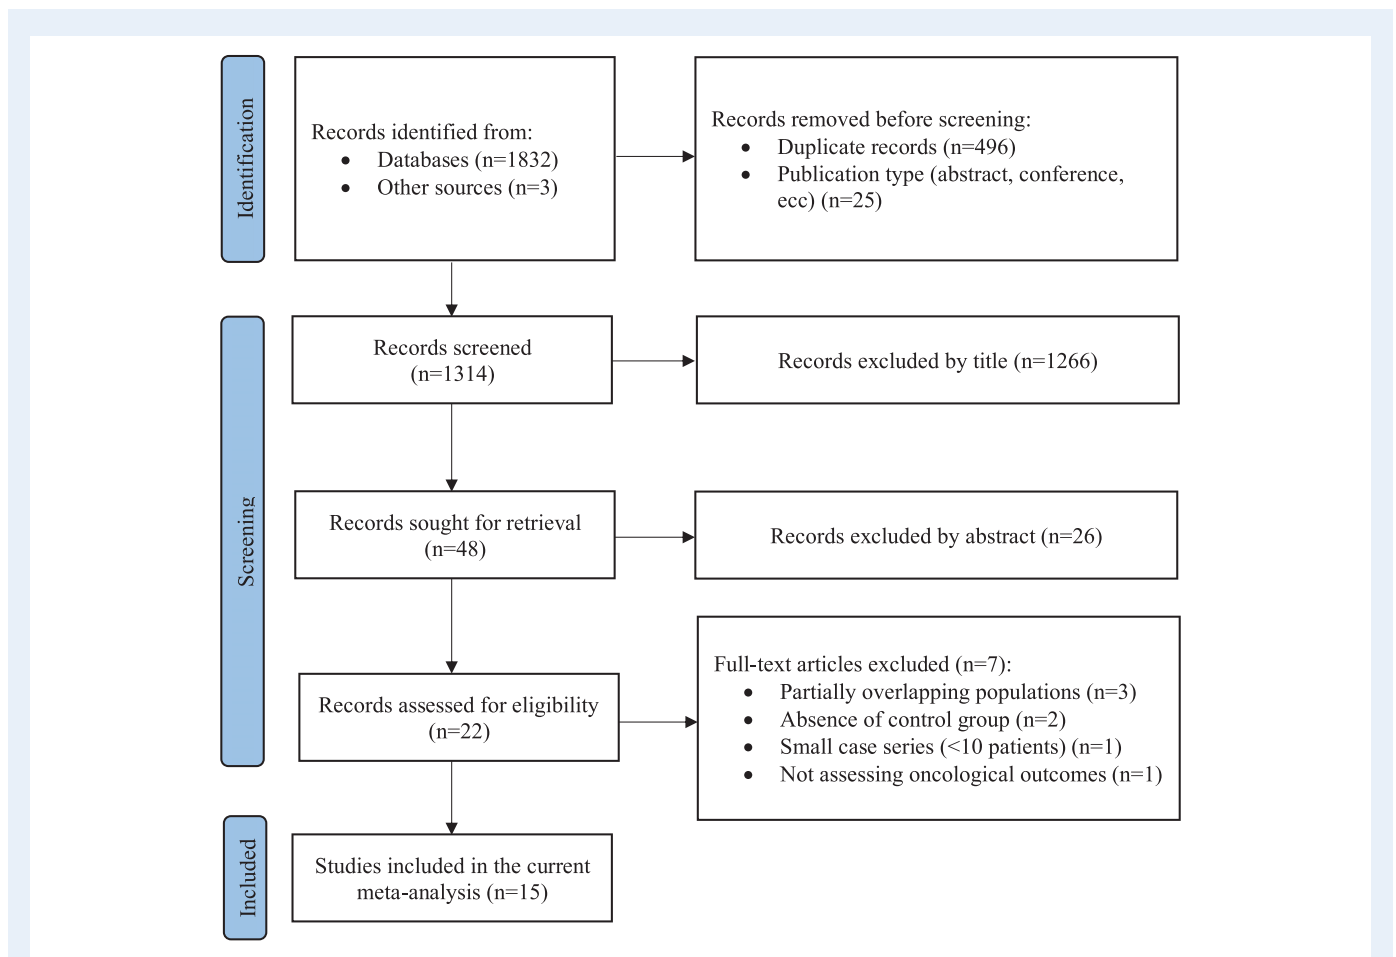 Identification
Records identified from:
• Databases (n=1832)
• Other sources (n=3)
Records removed before screening:
• Duplicate records (n=496)
• Publication type (abstract, conference,
ecc) (n=25)
Screening
Records screened
(n=1314)
Records excluded by title (n=1266)
Records sought for retrieval
(n=48)
Records excluded by abstract (n=26)
Records assessed for eligibility
(n=22)
Full-text articles excluded (n=7):
• Partially overlapping populations (n=3)
• Absence of control group (n=2)
• Small case series (<10 patients) (n=1)
• Not assessing oncological outcomes (n=1)
Included
Studies included in the current
meta-analysis (n=15)